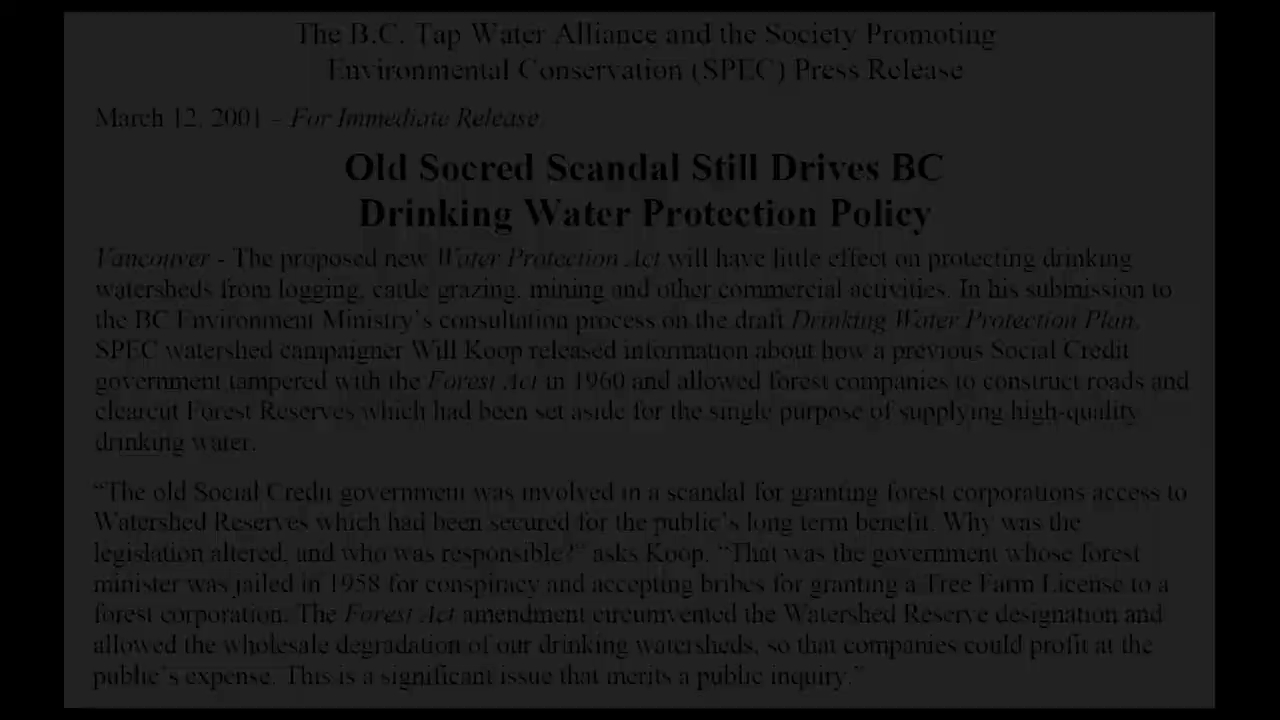 The B.C. Tap Water Alliance and the Society Promoting
Environmental Conservation (SPEC) Press Release
March 12, 2001 – For Immediate Release.
Old Socred Scandal Still Drives BC
Drinking Water Protection Policy
Vancouver - The proposed new Water Protection Act will have little effect on protecting drinking
watersheds from logging, cattle grazing, mining and other commercial activities. In his submission to
the BC Environment Ministry's consultation process on the draft Drinking Water Protection Plan,
SPEC watershed campaigner Will Koop released information about how a previous Social Credit
government tampered with the Forest Act in 1960 and allowed forest companies to construct roads and
clearcut Forest Reserves which had been set aside for the single purpose of supplying high-quality
drinking water.
“The old Social Credit government was involved in a scandal for granting forest corporations access to
Watershed Reserves which had been secured for the public's long term benefit. Why was the
legislation altered, and who was responsible?” asks Koop. “That was the government whose forest
minister was jailed in 1958 for conspiracy and accepting bribes for granting a Tree Farm License to a
forest corporation. The Forest Act amendment circumvented the Watershed Reserve designation and
allowed the wholesale degradation of our drinking watersheds, so that companies could profit at the
public's expense. This is a significant issue that merits a public inquiry.”